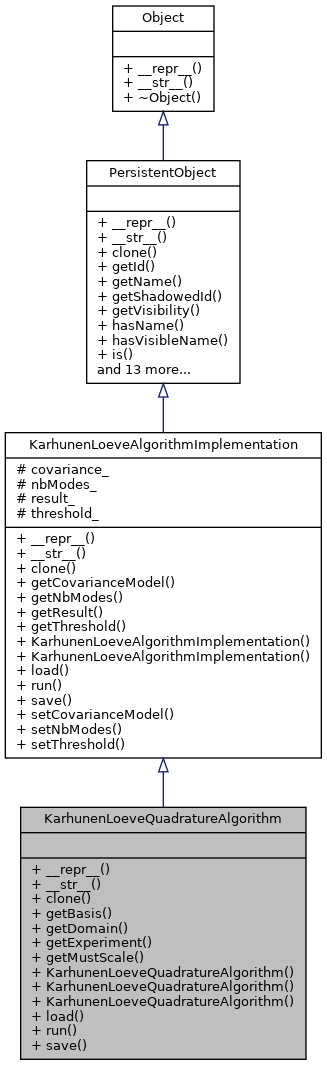 Object
+ __repr__()
+ __str__()
+ ~Object()
PersistentObject
+ __repr__()
+ __str__()
+ clone()
+ getId()
+ getName()
+ getShadowedId()
+ getVisibility()
+ hasName()
+ hasVisibleName()
+ is()
and 13 more...
KarhunenLoeveAlgorithmImplementation
# covariance_
# nbModes_
# result_
# threshold_
+ __repr__()
+ __str__()
+ clone()
+ getCovarianceModel()
+ getNbModes()
+ getResult()
+ getThreshold()
+ KarhunenLoeveAlgorithmImplementation()
+ KarhunenLoeveAlgorithmImplementation()
+ load()
+ run()
+ save()
+ setCovarianceModel()
+ setNbModes()
+ setThreshold()
KarhunenLoeveQuadratureAlgorithm
+ __repr__()
+ __str__()
+ clone()
+ getBasis()
+ getDomain()
+ getExperiment()
+ getMustScale()
+ KarhunenLoeveQuadratureAlgorithm()
+ KarhunenLoeveQuadratureAlgorithm()
+ KarhunenLoeveQuadratureAlgorithm()
+ load()
+ run()
+ save()